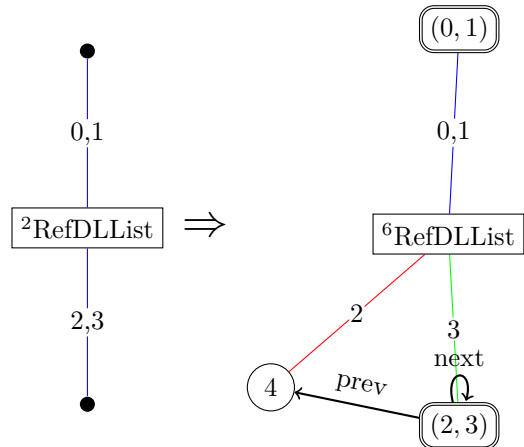 (0, 1)
0,1
0,1
²RefDLList
⇒
⁶RefDLList
2,3
2
3
next
4
prev
(2, 3)